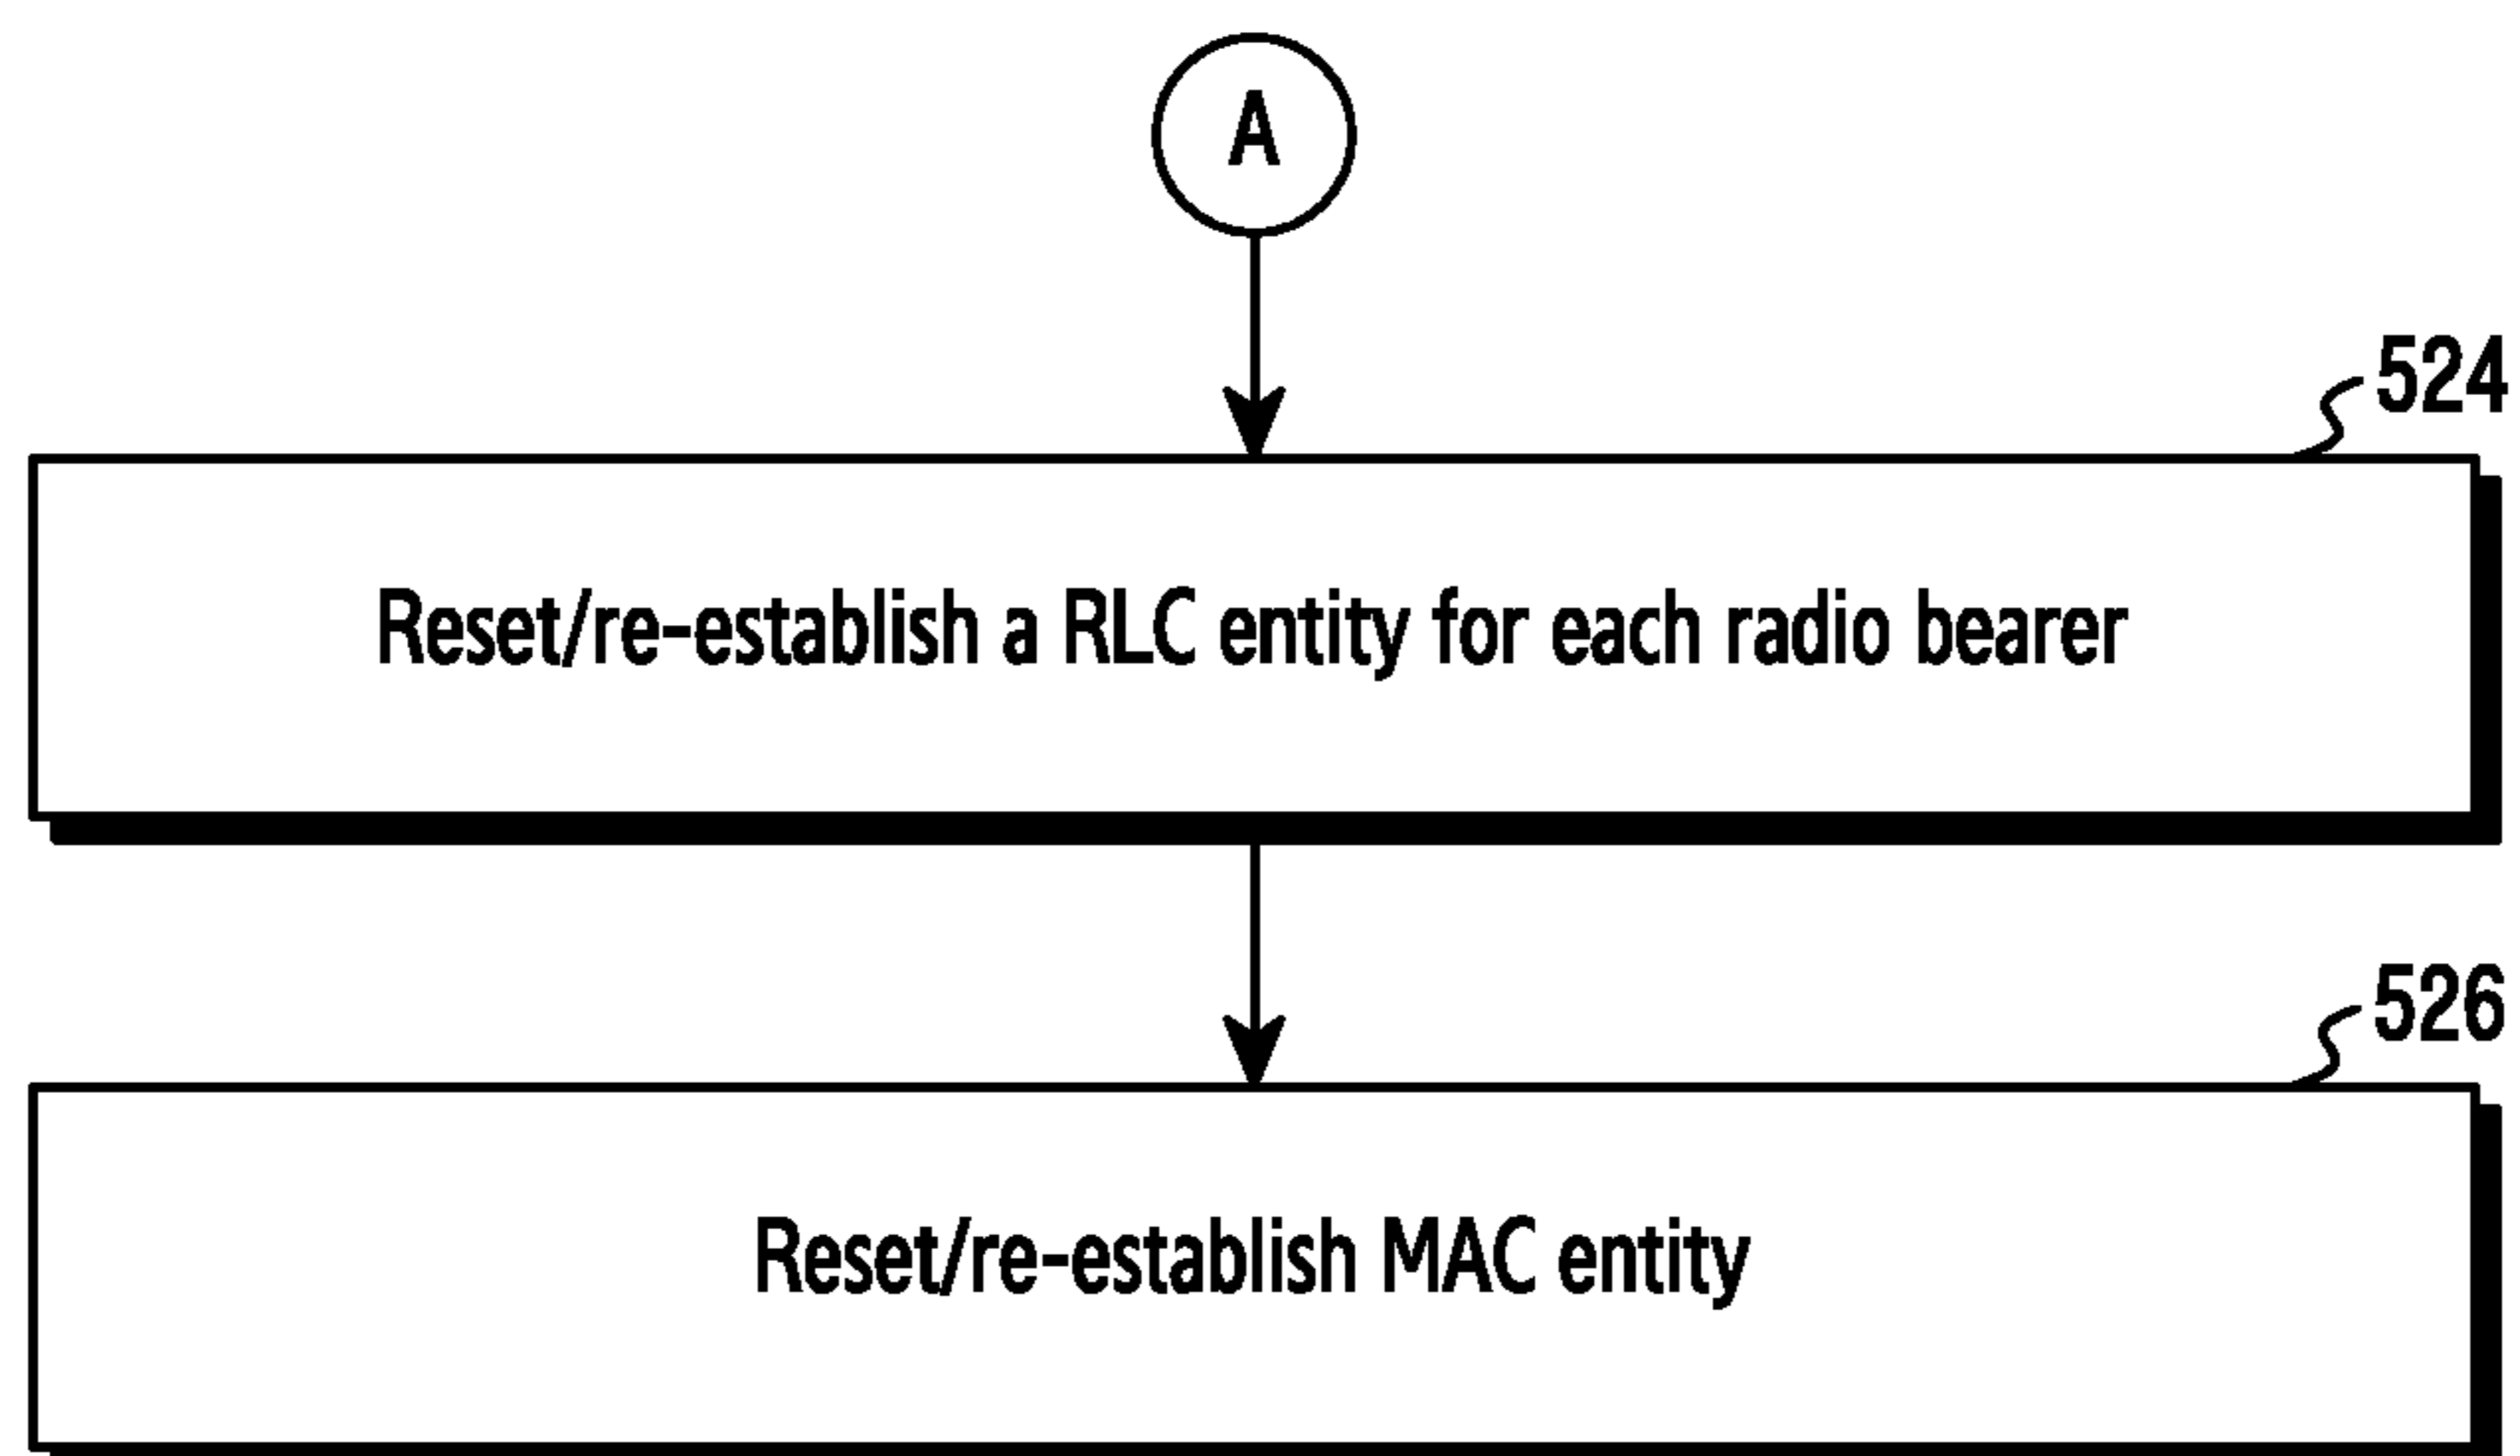 A
524
Reset/re-establish a RLC entity for each radio bearer
526
Reset/re-establish MAC entity